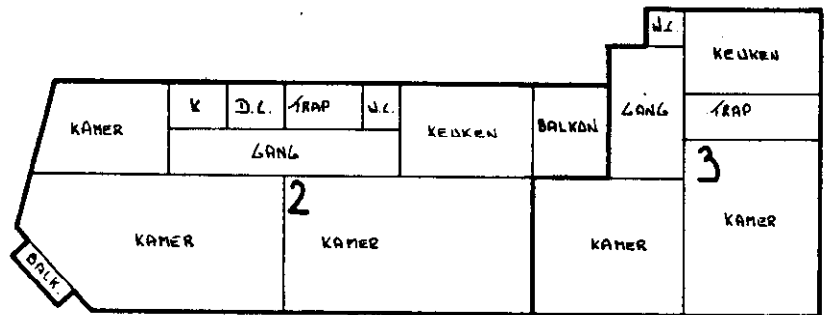 W.C.
KEUKEN
KAMER
K
D.C.
TRAP
W.C.
KEUKEN
BALKON
GANG
TRAP
GANG
2
3
KAMER
KAMER
KAMER
KAMER
BALK.